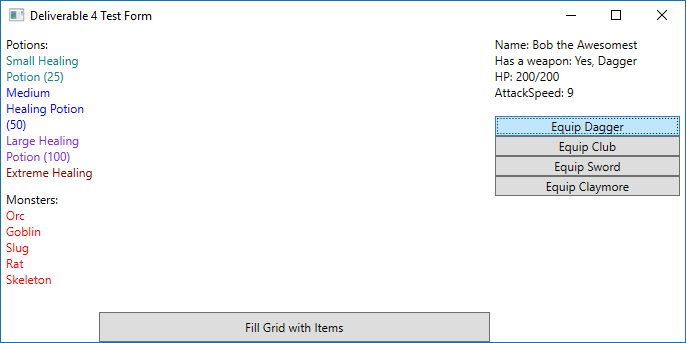 Deliverable 4 Test Form
Potions:
Small Healing
Potion (25)
Medium
Healing Potion
(50)
Large Healing
Potion (100)
Extreme Healing
Monsters:
Orc
Goblin
Slug
Rat
Skeleton
Name: Bob the Awesomest
Has a weapon: Yes, Dagger
HP: 200/200
AttackSpeed: 9
Equip Dagger
Equip Club
Equip Sword
Equip Claymore
Fill Grid with Items